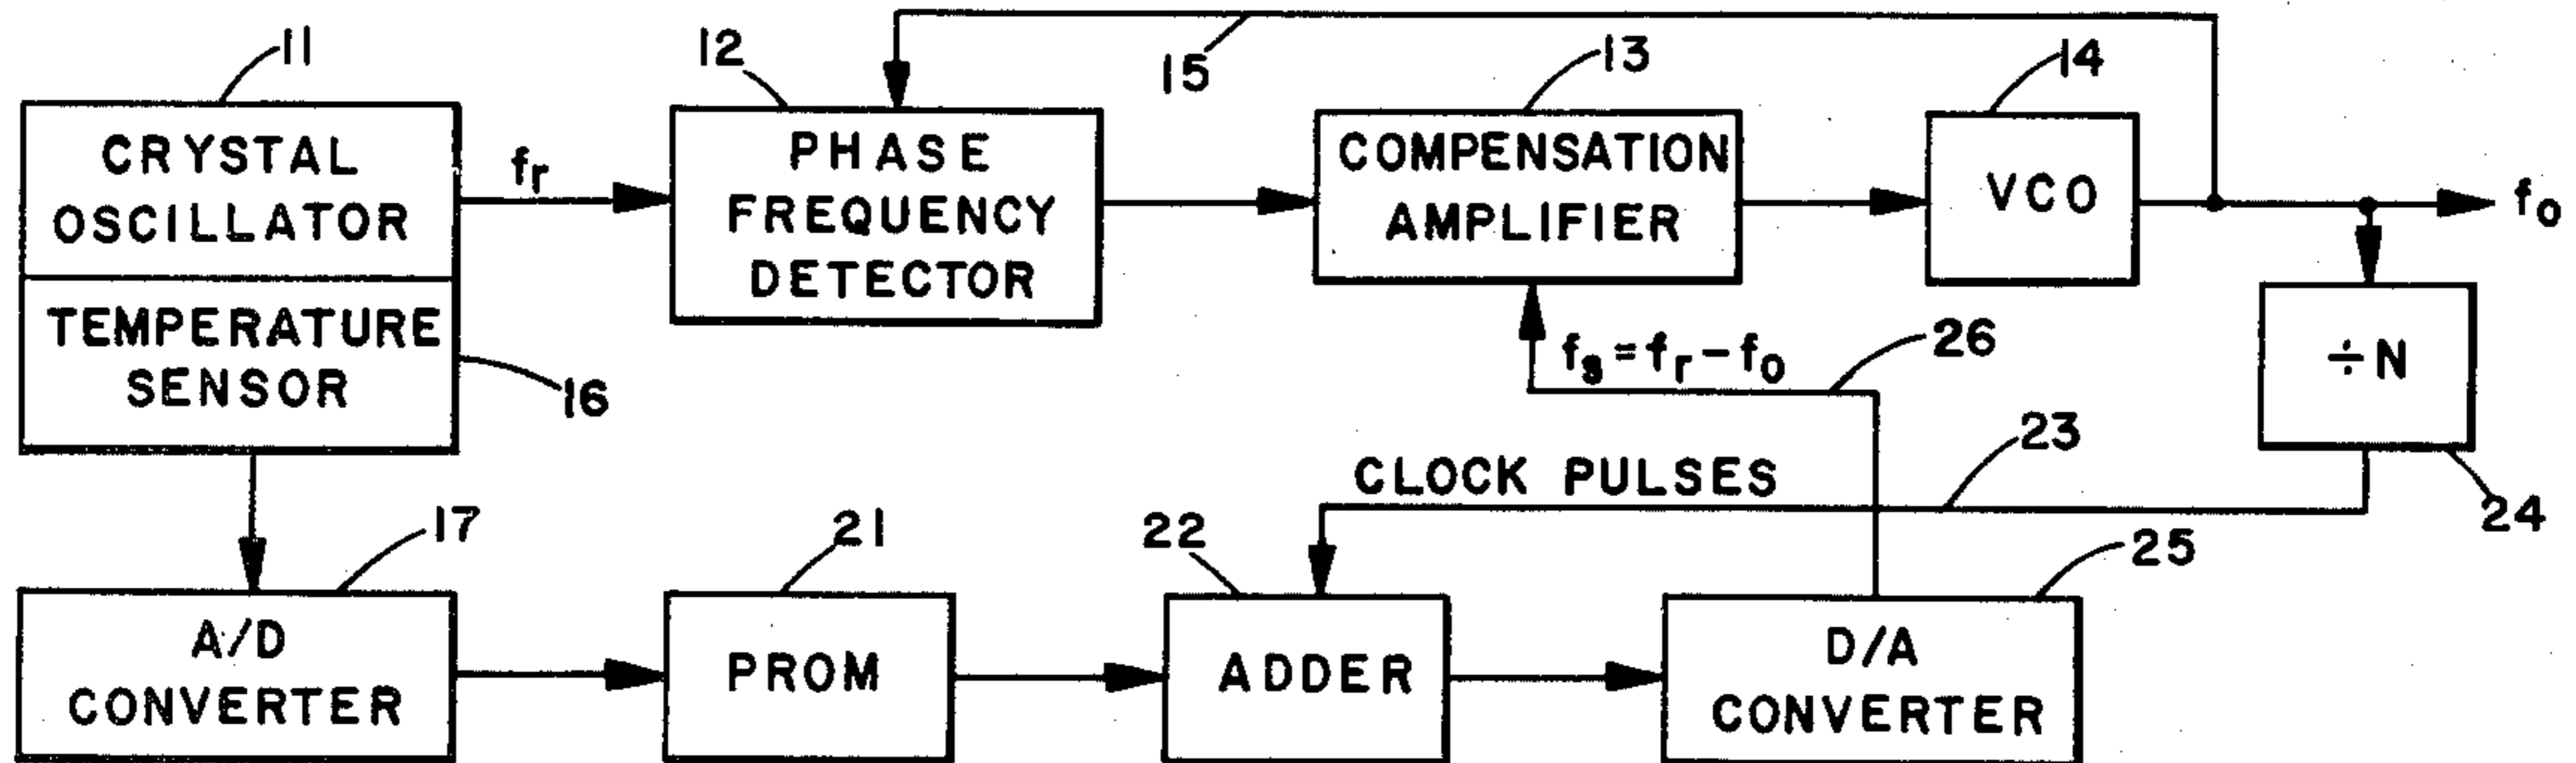 11
12
15
13
14
CRYSTAL
OSCILLATOR
fr
PHASE
FREQUENCY
DETECTOR
COMPENSATION
AMPLIFIER
VCO
fo
TEMPERATURE
SENSOR
16
fs = fr - fo
26
÷N
CLOCK PULSES
23
24
17
21
22
25
A/D
CONVERTER
PROM
ADDER
D/A
CONVERTER